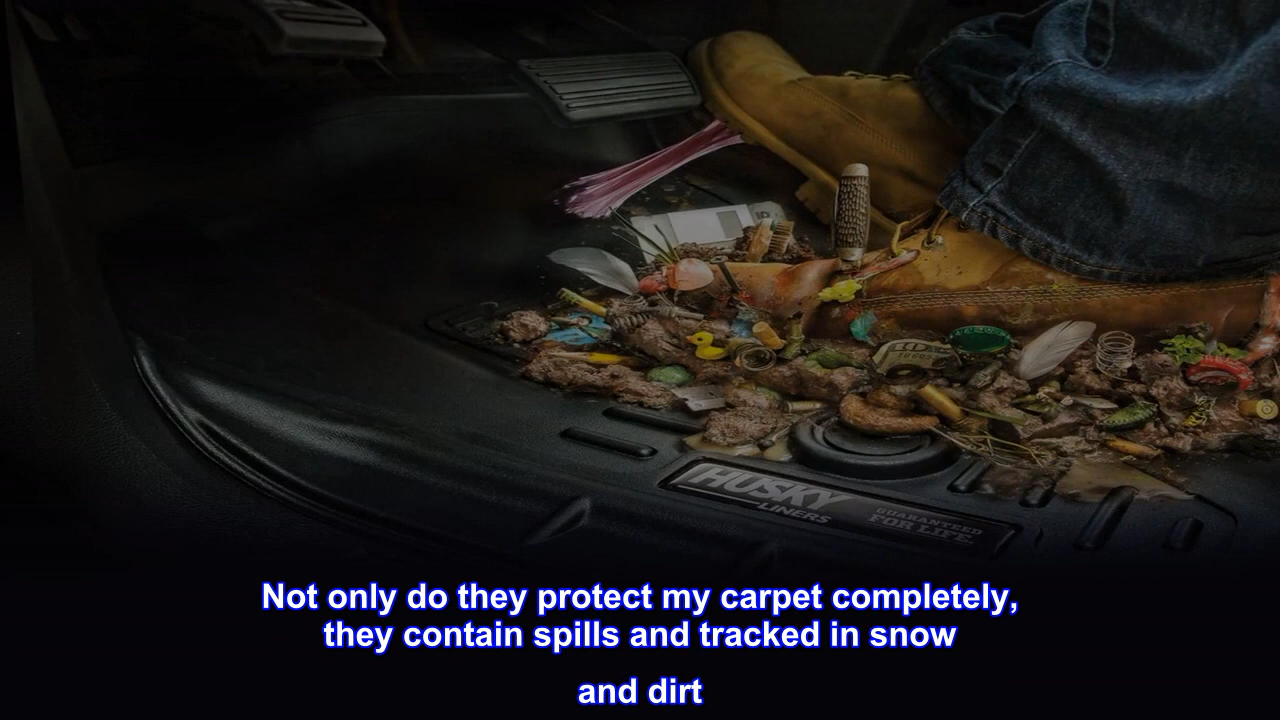 HUSKY
LINERS
GUARANTEED
FOR LIFE
Not only do they protect my carpet completely,
they contain spills and tracked in snow
and dirt